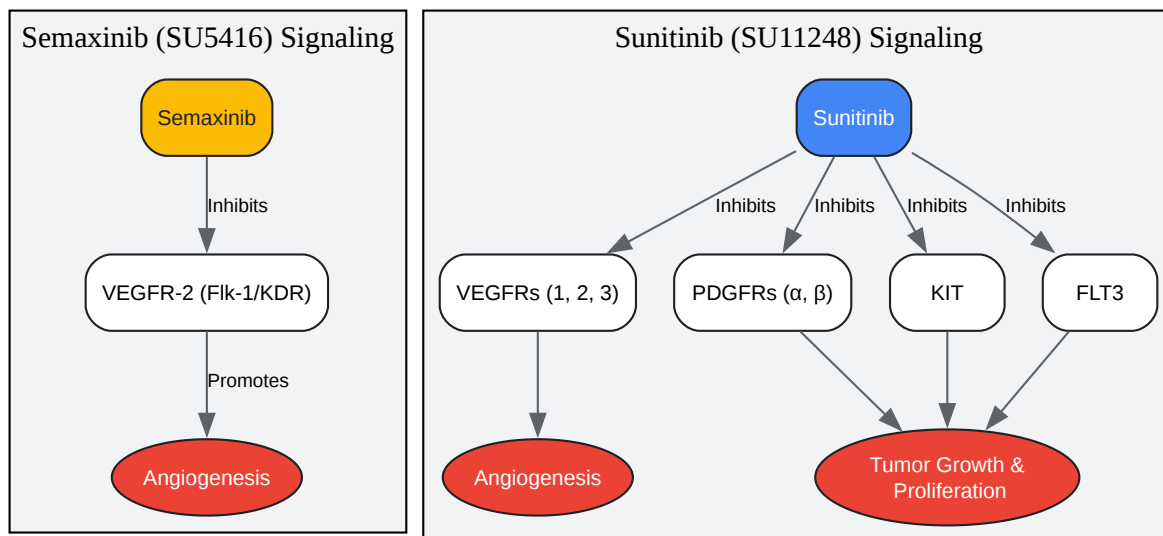 Semaxinib (SU5416) Signaling
Semaxinib
Inhibits
VEGFR-2 (Flk-1/KDR)
Promotes
Angiogenesis
Sunitinib (SU11248) Signaling
Sunitinib
Inhibits
Inhibits
Inhibits
Inhibits
VEGFRs (1, 2, 3)
PDGFRs (α, β)
KIT
FLT3
Angiogenesis
Tumor Growth &
Proliferation